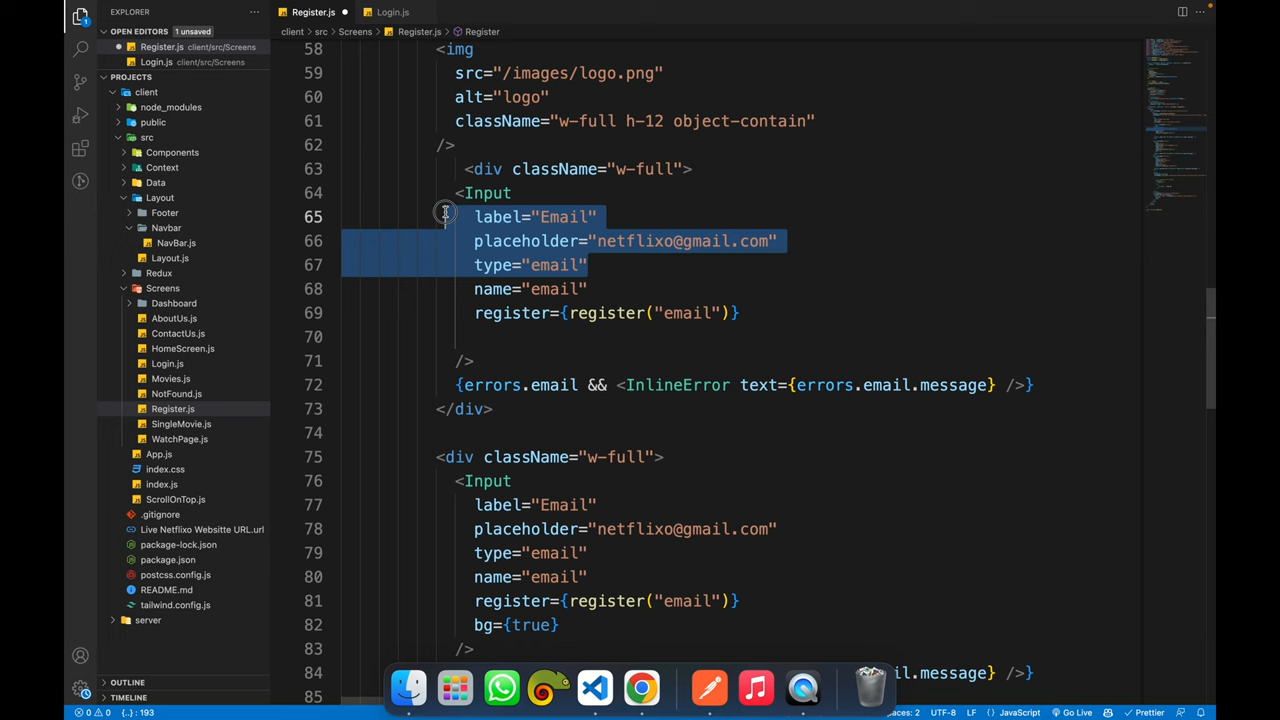 EXPLORER
Register.js
Login.js
OPEN EDITORS 1 unsaved
client > src > Screens > Register.js > Register
Register.js client/src/Screens
Login.js client/src/Screens
PROJECTS
client
node_modules
public
src
Components
Context
Data
Layout
Footer
Navbar
NavBar.js
Layout.js
Redux
Screens
Dashboard
AboutUs.js
ContactUs.js
HomeScreen.js
Login.js
Movies.js
NotFound.js
Register.js
SingleMovie.js
WatchPage.js
App.js
index.css
index.js
ScrollOnTop.js
.gitignore
Live Netflixo Websitte URL.url
package-lock.json
package.json
postcss.config.js
README.md
tailwind.config.js
server
OUTLINE
TIMELINE
58 <img
59 src="/images/logo.png"
60 alt="logo"
61 className="w-full h-12 object-contain"
62 />
63 <div className="w-full">
64 <Input
65 label="Email"
66 placeholder="netflixo@gmail.com"
67 type="email"
68 name="email"
69 register={register("email")}
70
71 />
72 {errors.email && <InlineError text={errors.email.message} />}
73 </div>
74
75 <div className="w-full">
76 <Input
77 label="Email"
78 placeholder="netflixo@gmail.com"
79 type="email"
80 name="email"
81 register={register("email")}
82 bg={true}
83 />
84 il.message} />}
85
0 0 {..}: 193
paces: 2 UTF-8 LF {} JavaScript Go Live Prettier